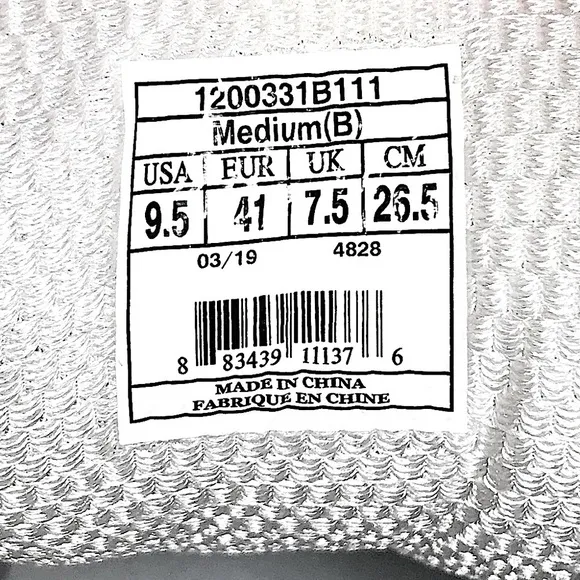 1200331B111
Medium(B)
USA EUR UK CM
9.5 41 7.5 26.5
03/19 4828
8 83439 11137 6
MADE IN CHINA
FABRIQUE EN CHINE